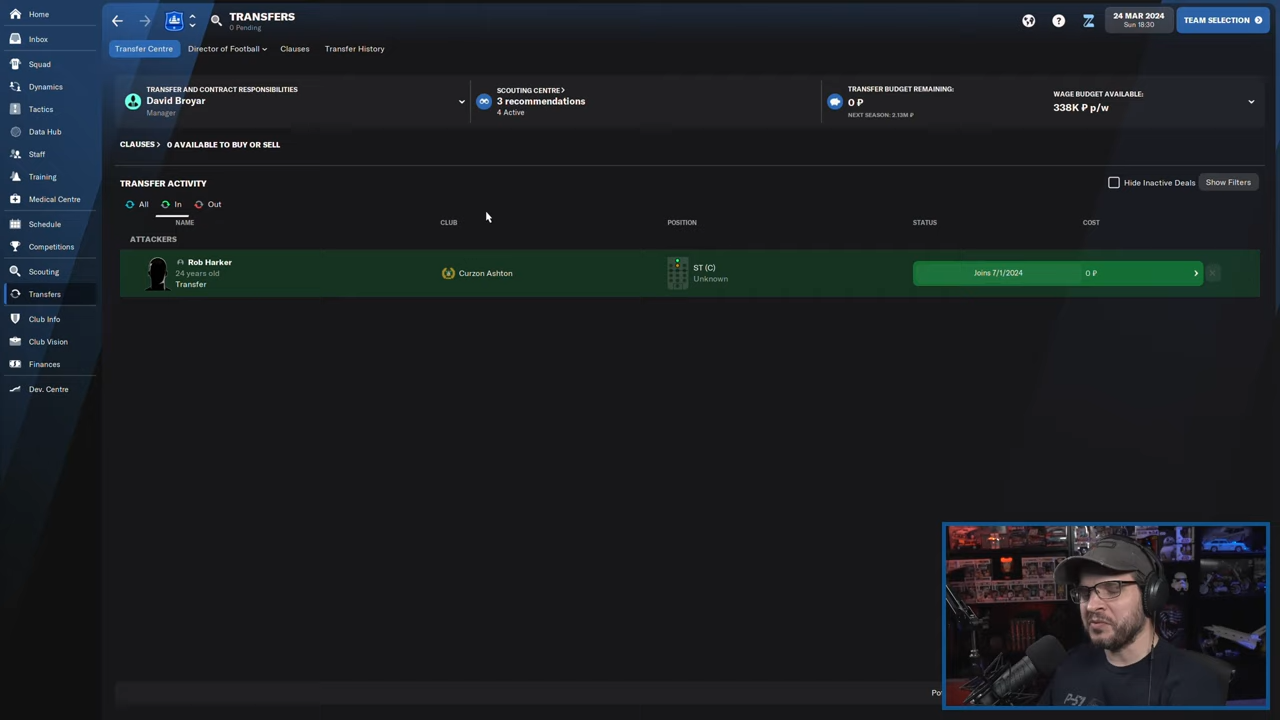 Home
Inbox
Squad
Dynamics
Tactics
Data Hub
Staff
Training
Medical Centre
Schedule
Competitions
Scouting
Transfers
Club Info
Club Vision
Finances
Dev. Centre
TRANSFERS
0 Pending
24 MAR 2024
Sun 18:30
TEAM SELECTION
Transfer Centre
Director of Football
Clauses
Transfer History
TRANSFER AND CONTRACT RESPONSIBILITIES
David Broyar
Manager
SCOUTING CENTRE >
3 recommendations
4 Active
TRANSFER BUDGET REMAINING:
0 ₽
NEXT SEASON: 2.13M ₽
WAGE BUDGET AVAILABLE:
338K ₽ p/w
CLAUSES > 0 AVAILABLE TO BUY OR SELL
TRANSFER ACTIVITY
Hide Inactive Deals
Show Filters
All In Out
NAME CLUB POSITION STATUS COST
ATTACKERS
Rob Harker
24 years old
Transfer
Curzon Ashton
ST (C)
Unknown
Joins 7/1/2024
0 ₽